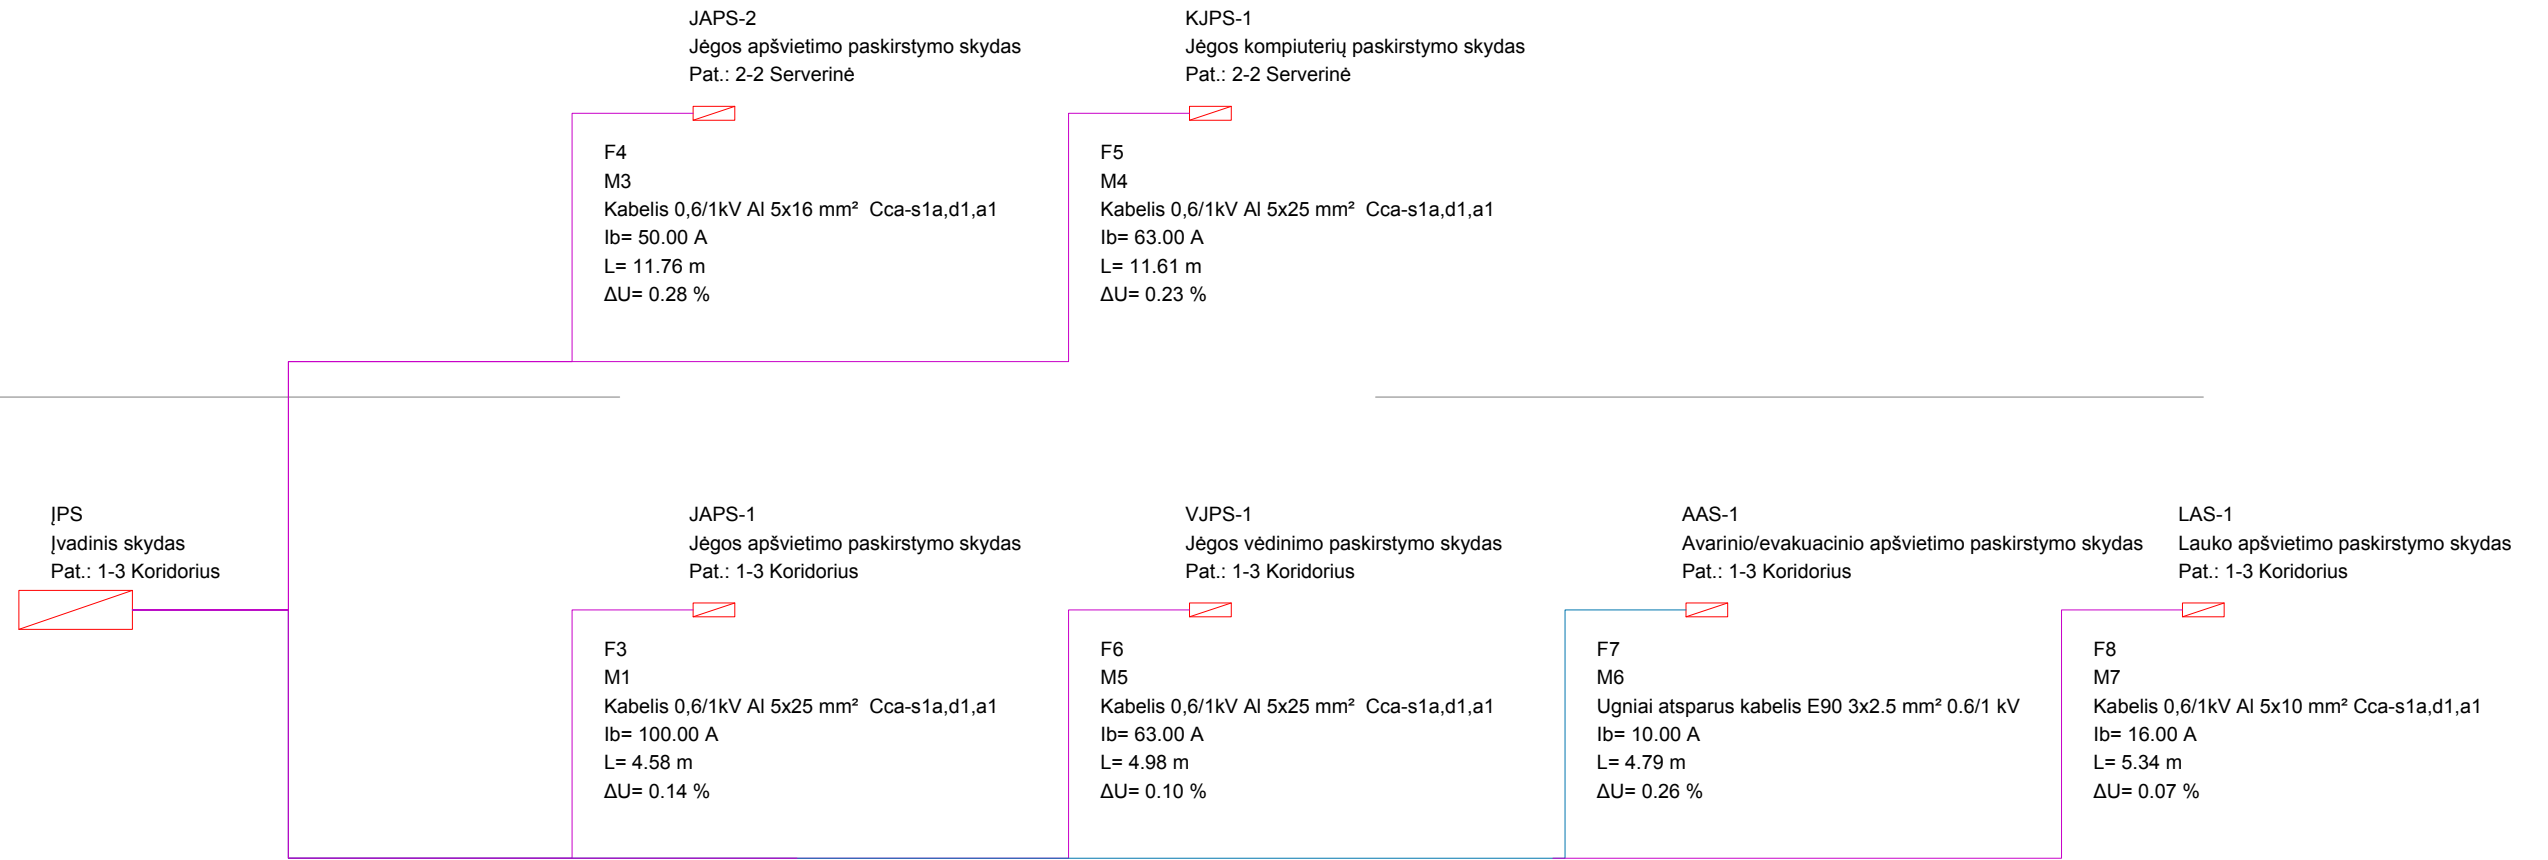 JAPS-2
Jėgos apšvietimo paskirstymo skydas
Pat.: 2-2 Serverinė
F4
M3
Kabelis 0,6/1kV Al 5x16 mm² Cca-s1a,d1,a1
Ib= 50.00 A
L= 11.76 m
ΔU= 0.28 %
KJPS-1
Jėgos kompiuterių paskirstymo skydas
Pat.: 2-2 Serverinė
F5
M4
Kabelis 0,6/1kV Al 5x25 mm² Cca-s1a,d1,a1
Ib= 63.00 A
L= 11.61 m
ΔU= 0.23 %
ĮPS
Įvadinis skydas
Pat.: 1-3 Koridorius
JAPS-1
Jėgos apšvietimo paskirstymo skydas
Pat.: 1-3 Koridorius
F3
M1
Kabelis 0,6/1kV Al 5x25 mm² Cca-s1a,d1,a1
Ib= 100.00 A
L= 4.58 m
ΔU= 0.14 %
VJPS-1
Jėgos vėdinimo paskirstymo skydas
Pat.: 1-3 Koridorius
F6
M5
Kabelis 0,6/1kV Al 5x25 mm² Cca-s1a,d1,a1
Ib= 63.00 A
L= 4.98 m
ΔU= 0.10 %
AAS-1
Avarinio/evakuacinio apšvietimo paskirstymo skydas
Pat.: 1-3 Koridorius
F7
M6
Ugniai atsparus kabelis E90 3x2.5 mm² 0.6/1 kV
Ib= 10.00 A
L= 4.79 m
ΔU= 0.26 %
LAS-1
Lauko apšvietimo paskirstymo skydas
Pat.: 1-3 Koridorius
F8
M7
Kabelis 0,6/1kV Al 5x10 mm² Cca-s1a,d1,a1
Ib= 16.00 A
L= 5.34 m
ΔU= 0.07 %